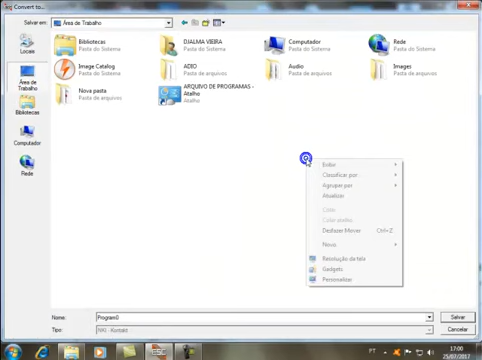 Convert to...
Salvar em:
Área de Trabalho
Locais
Área de
Trabalho
Bibliotecas
Computador
Rede
Bibliotecas
Pasta do Sistema
DJALMA VIEIRA
Pasta do Sistema
Computador
Pasta do Sistema
Rede
Pasta do Sistema
Image Catalog
Pasta de arquivos
Pasta de arquivos
Audio
Pasta de arquivos
Images
Pasta de arquivos
Nova pasta
Pasta de arquivos
ARQUIVO DE PROGRAMAS -
Atalho
Atalho
Exibir
Classificar por
Agrupar por
Atualizar
Colar
Colar atalho
Desfazer Mover Ctrl+Z
Novo
Resolução da tela
Gadgets
Personalizar
Nome:
Program0
Salvar
Tipo:
NKI - Kontakt
Cancelar
PT
17:00
25/07/2017